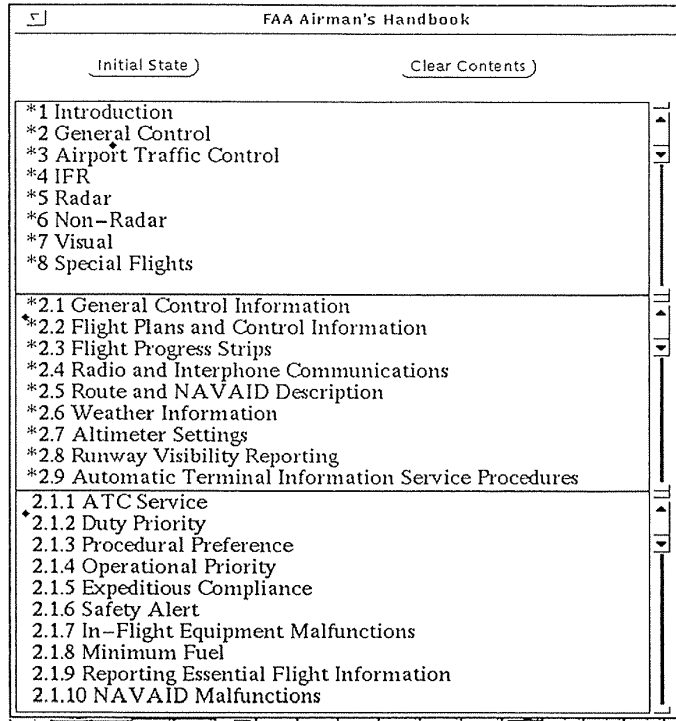 FAA Airman's Handbook
Initial State
Clear Contents
*1 Introduction
*2 General Control
*3 Airport Traffic Control
*4 IFR
*5 Radar
*6 Non-Radar
*7 Visual
*8 Special Flights
*2.1 General Control Information
*2.2 Flight Plans and Control Information
*2.3 Flight Progress Strips
*2.4 Radio and Interphone Communications
*2.5 Route and NAVAID Description
*2.6 Weather Information
*2.7 Altimeter Settings
*2.8 Runway Visibility Reporting
*2.9 Automatic Terminal Information Service Procedures
2.1.1 ATC Service
2.1.2 Duty Priority
2.1.3 Procedural Preference
2.1.4 Operational Priority
2.1.5 Expeditious Compliance
2.1.6 Safety Alert
2.1.7 In-Flight Equipment Malfunctions
2.1.8 Minimum Fuel
2.1.9 Reporting Essential Flight Information
2.1.10 NAVAID Malfunctions